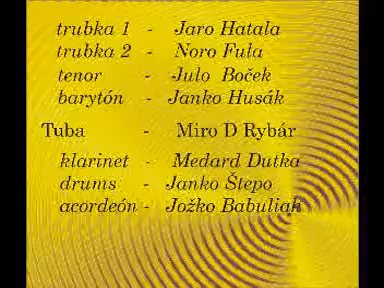 trubka 1 - Jaro Hatala
trubka 2 - Noro Fula
tenor - Julo Boček
barytón - Janko Husák
Tuba - Miro D Rybár
klarinet - Medard Dutka
drums - Janko Štepo
acordeón - Jožko Babuliak